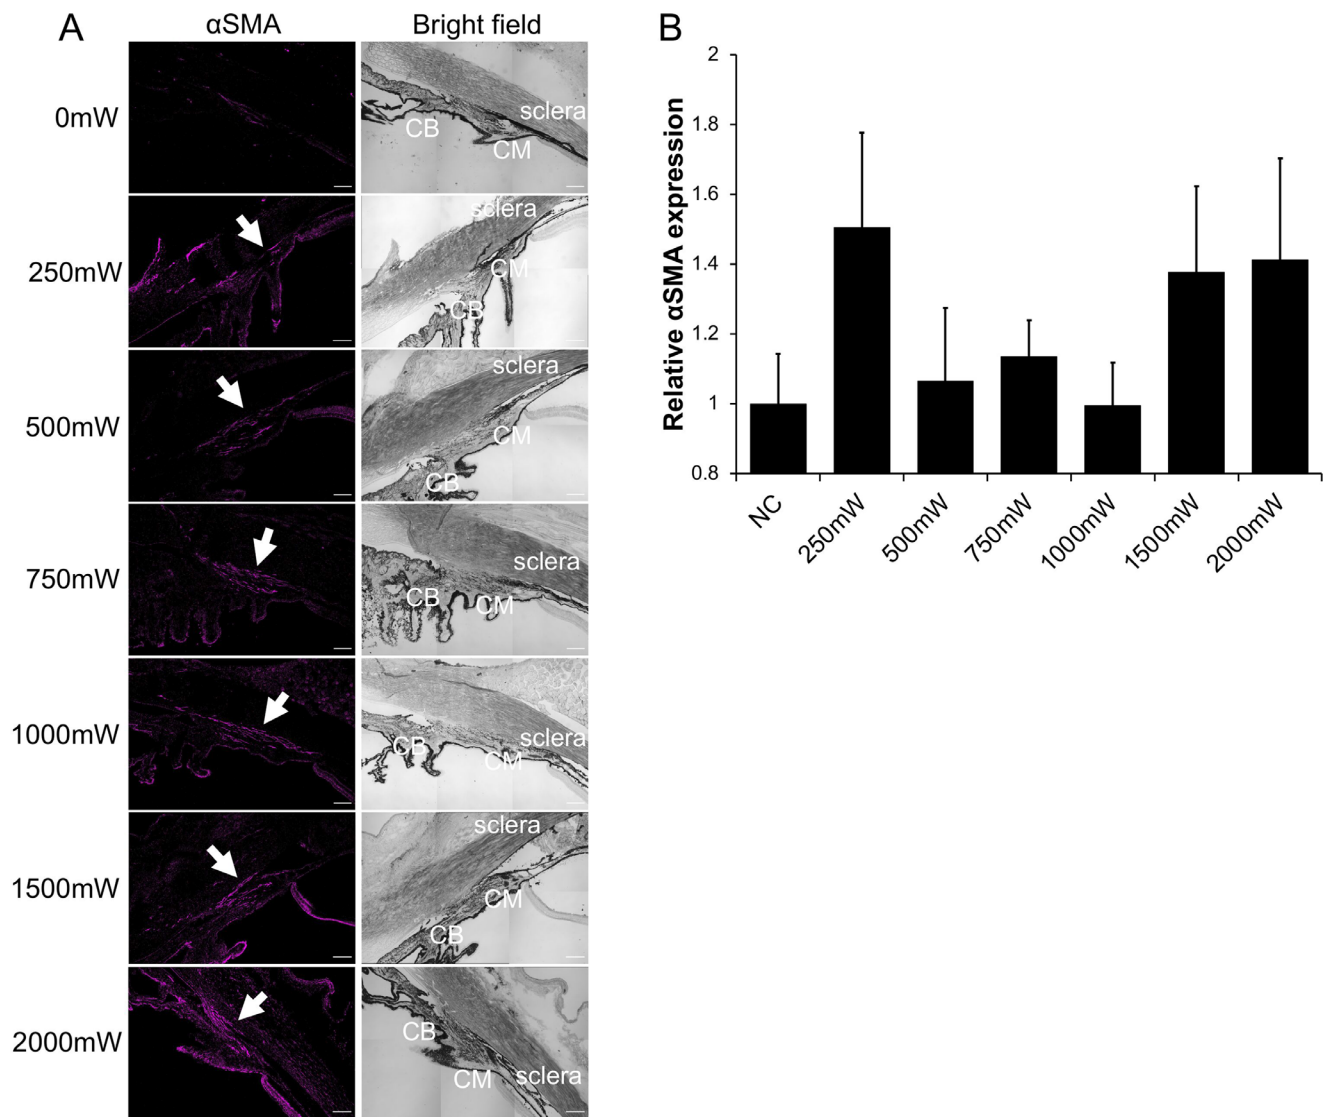 A
αSMA
Bright field
0mW
sclera
CB
CM
250mW
sclera
CM
CB
500mW
sclera
CM
CB
750mW
sclera
CB
CM
1000mW
sclera
CB
CM
1500mW
sclera
CM
CB
2000mW
CB
CM
sclera
B
Relative αSMA expression
2
1.8
1.6
1.4
1.2
1
0.8
NC
250mW
500mW
750mW
1000mW
1500mW
2000mW